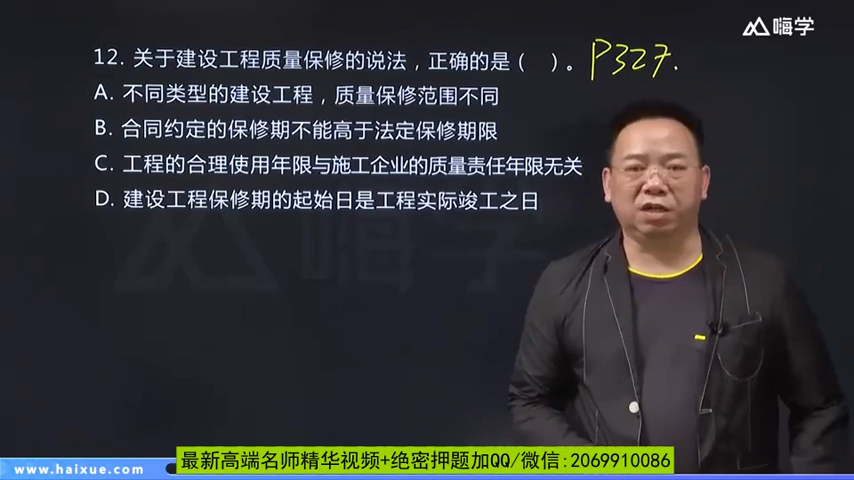 嗨学
12. 关于建设工程质量保修的说法，正确的是（ ）。 P327.
A. 不同类型的建设工程，质量保修范围不同
B. 合同约定的保修期不能高于法定保修期限
C. 工程的合理使用年限与施工企业的质量责任年限无关
D. 建设工程保修期的起始日是工程实际竣工之日
嗨学
www.haixue.com
最新高端名师精华视频+绝密押题加QQ/微信:2069910086